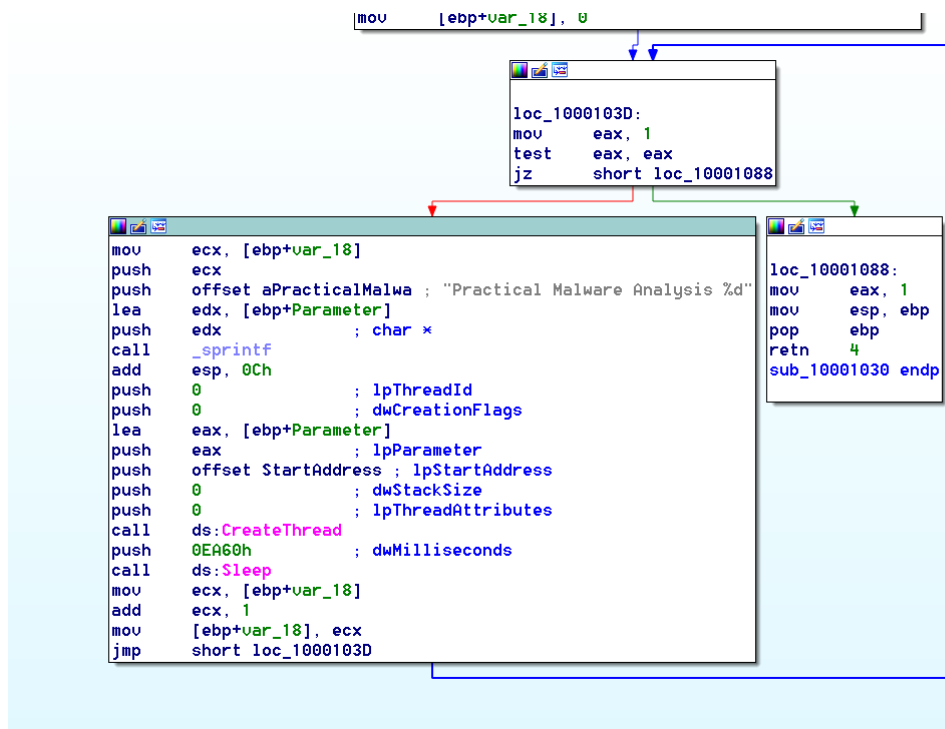 mov [ebp+var_18], 0
loc_1000103D:
mov eax, 1
test eax, eax
jz short loc_10001088
mov ecx, [ebp+var_18]
push ecx
push offset aPracticalMalwa ; "Practical Malware Analysis %d"
lea edx, [ebp+Parameter]
push edx ; char *
call _sprintf
add esp, 0Ch
push 0 ; lpThreadId
push 0 ; dwCreationFlags
lea eax, [ebp+Parameter]
push eax ; lpParameter
push offset StartAddress ; lpStartAddress
push 0 ; dwStackSize
push 0 ; lpThreadAttributes
call ds:CreateThread
push 0EA60h ; dwMilliseconds
call ds:Sleep
mov ecx, [ebp+var_18]
add ecx, 1
mov [ebp+var_18], ecx
jmp short loc_1000103D
loc_10001088:
mov eax, 1
mov esp, ebp
pop ebp
retn 4
sub_10001030 endp